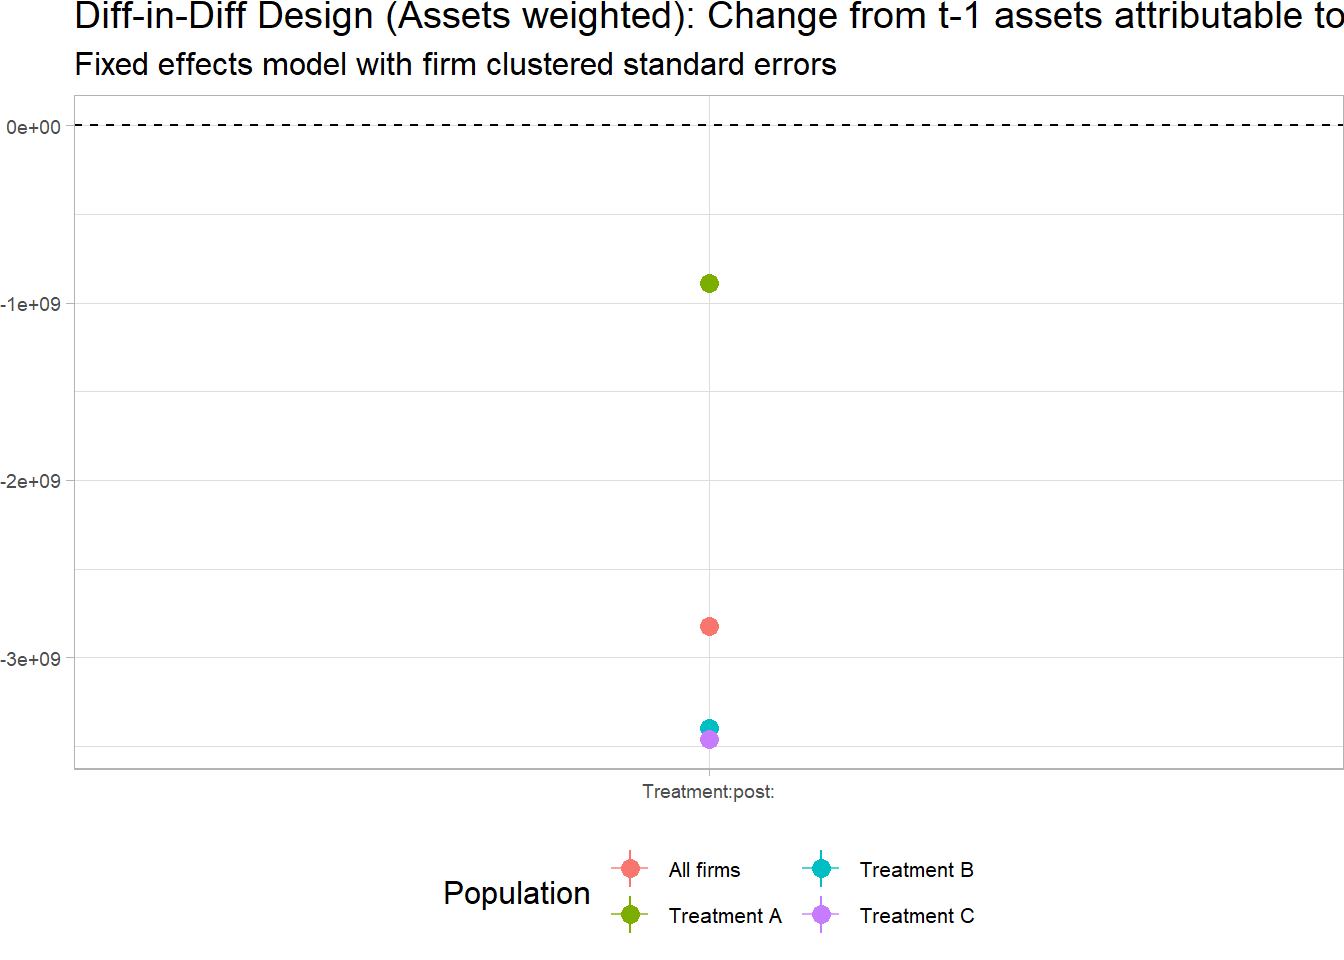 Diff-in-Diff Design (Assets weighted): Change from t-1 assets attributable to
Fixed effects model with firm clustered standard errors
0e+00
-1e+09
-2e+09
-3e+09
Treatment:post:
Population
All firms
Treatment B
Treatment A
Treatment C